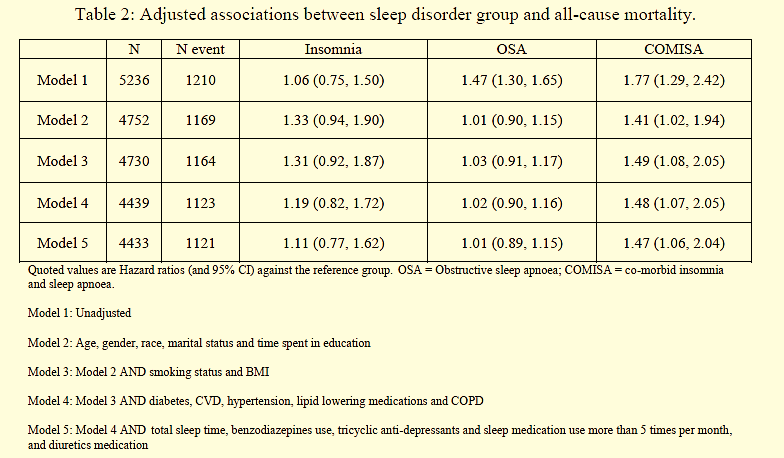 Table 2: Adjusted associations between sleep disorder group and all-cause mortality.
N N event Insomnia OSA COMISA
Model 1 5236 1210 1.06 (0.75, 1.50) 1.47 (1.30, 1.65) 1.77 (1.29, 2.42)
Model 2 4752 1169 1.33 (0.94, 1.90) 1.01 (0.90, 1.15) 1.41 (1.02, 1.94)
Model 3 4730 1164 1.31 (0.92, 1.87) 1.03 (0.91, 1.17) 1.49 (1.08, 2.05)
Model 4 4439 1123 1.19 (0.82, 1.72) 1.02 (0.90, 1.16) 1.48 (1.07, 2.05)
Model 5 4433 1121 1.11 (0.77, 1.62) 1.01 (0.89, 1.15) 1.47 (1.06, 2.04)
Quoted values are Hazard ratios (and 95% CI) against the reference group. OSA = Obstructive sleep apnoea; COMISA = co-morbid insomnia
and sleep apnoea.
Model 1: Unadjusted
Model 2: Age, gender, race, marital status and time spent in education
Model 3: Model 2 AND smoking status and BMI
Model 4: Model 3 AND diabetes, CVD, hypertension, lipid lowering medications and COPD
Model 5: Model 4 AND total sleep time, benzodiazepines use, tricyclic anti-depressants and sleep medication use more than 5 times per month,
and diuretics medication